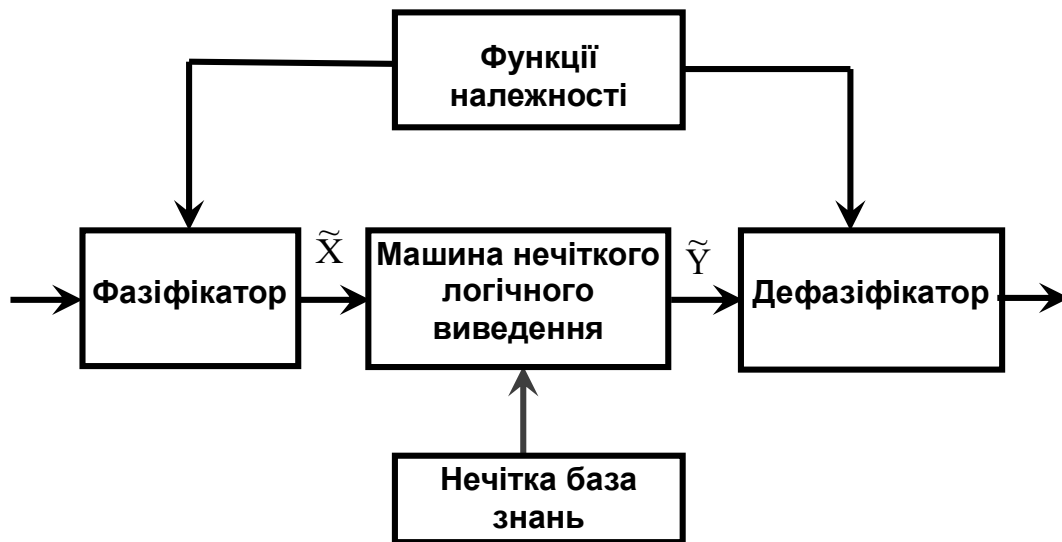 Функції
належності
Фазіфікатор
X̃
Машина нечіткого
логічного
виведення
Ỹ
Дефазіфікатор
Нечітка база
знань